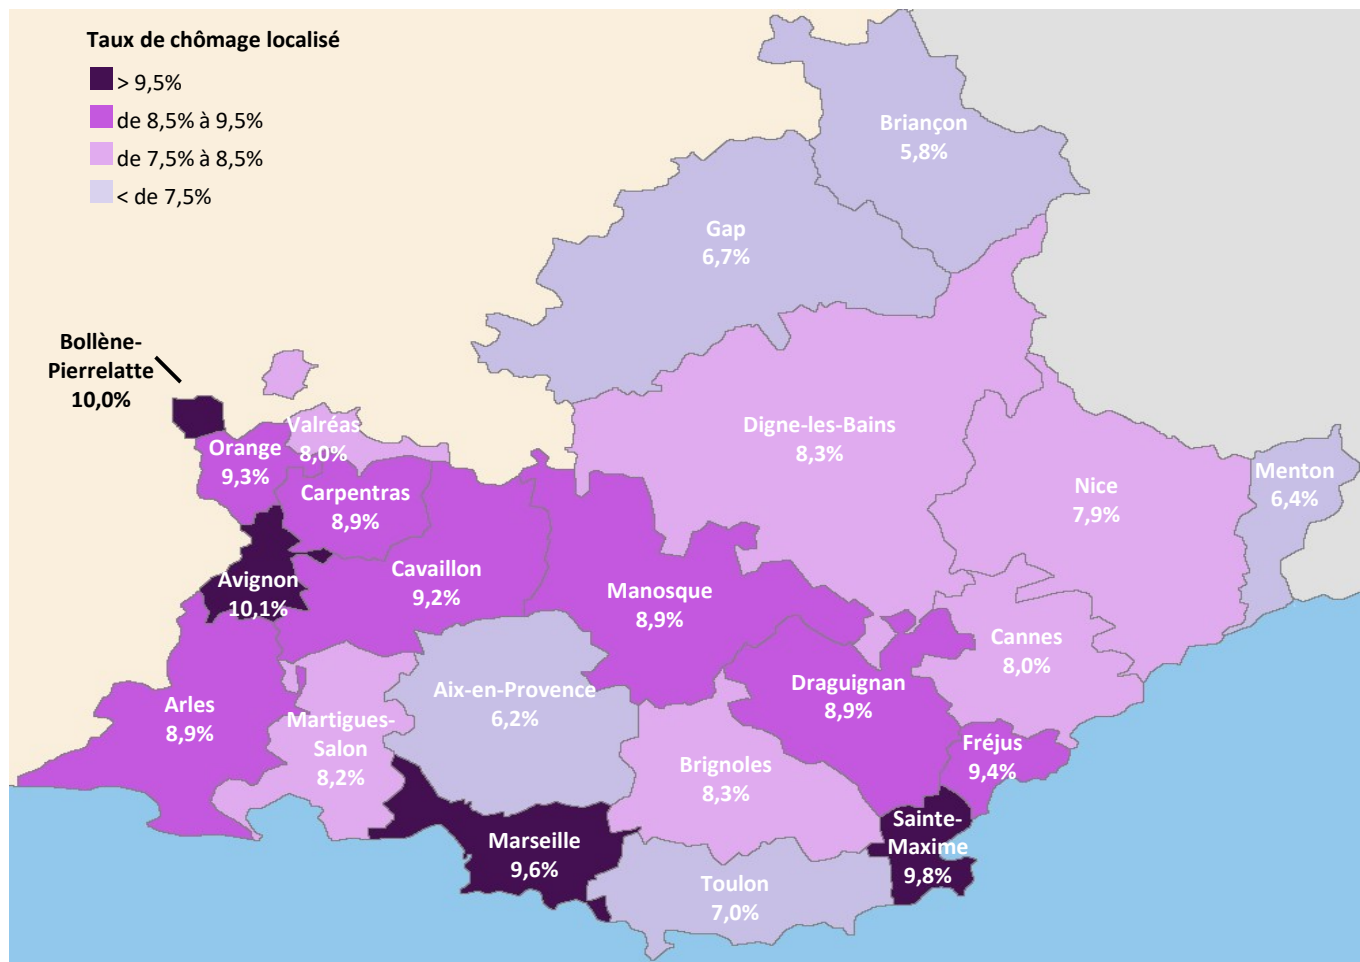 Taux de chômage localisé
> 9,5%
de 8,5% à 9,5%
de 7,5% à 8,5%
< de 7,5%
Briançon
5,8%
Gap
6,7%
Bollène-
Pierrelatte
10,0%
Valréas
8,0%
Orange
9,3%
Digne-les-Bains
8,3%
Menton
6,4%
Carpentras
8,9%
Nice
7,9%
Avignon
10,1%
Cavaillon
9,2%
Manosque
8,9%
Cannes
8,0%
Arles
8,9%
Martigues-
Salon
8,2%
Aix-en-Provence
6,2%
Draguignan
8,9%
Brignoles
8,3%
Fréjus
9,4%
Marseille
9,6%
Sainte-
Maxime
9,8%
Toulon
7,0%